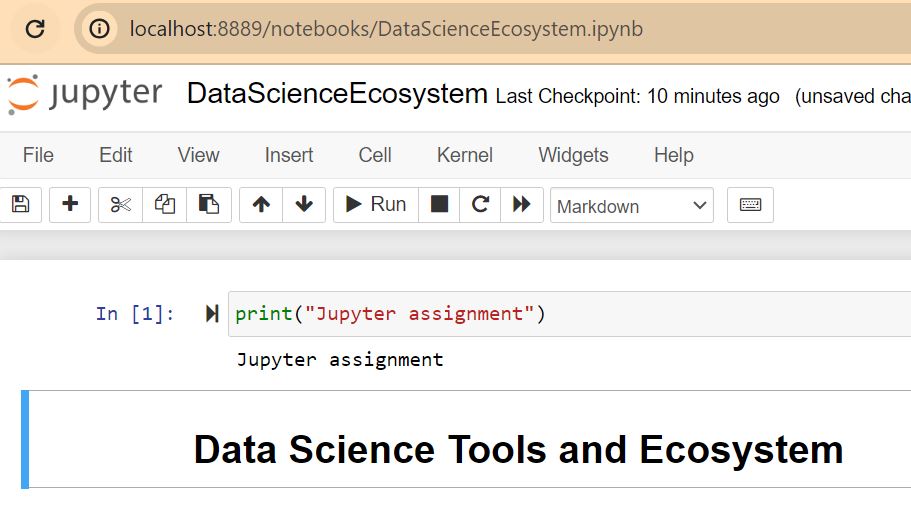 localhost:8889/notebooks/DataScienceEcosystem.ipynb
jupyter DataScienceEcosystem Last Checkpoint: 10 minutes ago (unsaved cha
File Edit View Insert Cell Kernel Widgets Help
Run Markdown
In [1]: print("Jupyter assignment")
Jupyter assignment
Data Science Tools and Ecosystem